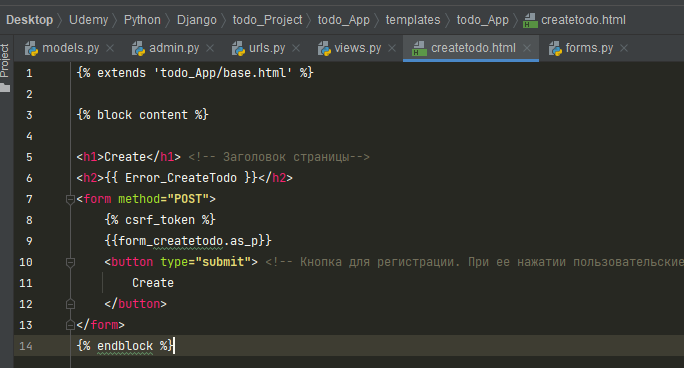 Desktop > Udemy > Python > Django > todo_Project > todo_App > templates > todo_App > createtodo.html
Project
models.py × admin.py × urls.py × views.py × createtodo.html × forms.py ×
1 {% extends 'todo_App/base.html' %}
2
3 {% block content %}
4
5 <h1>Create</h1> <!-- Заголовок страницы-->
6 <h2>{{ Error_CreateTodo }}</h2>
7 <form method="POST">
8 {% csrf_token %}
9 {{form_createtodo.as_p}}
10 <button type="submit"> <!-- Кнопка для регистрации. При ее нажатии пользовательские
11 Create
12 </button>
13 </form>
14 {% endblock %}